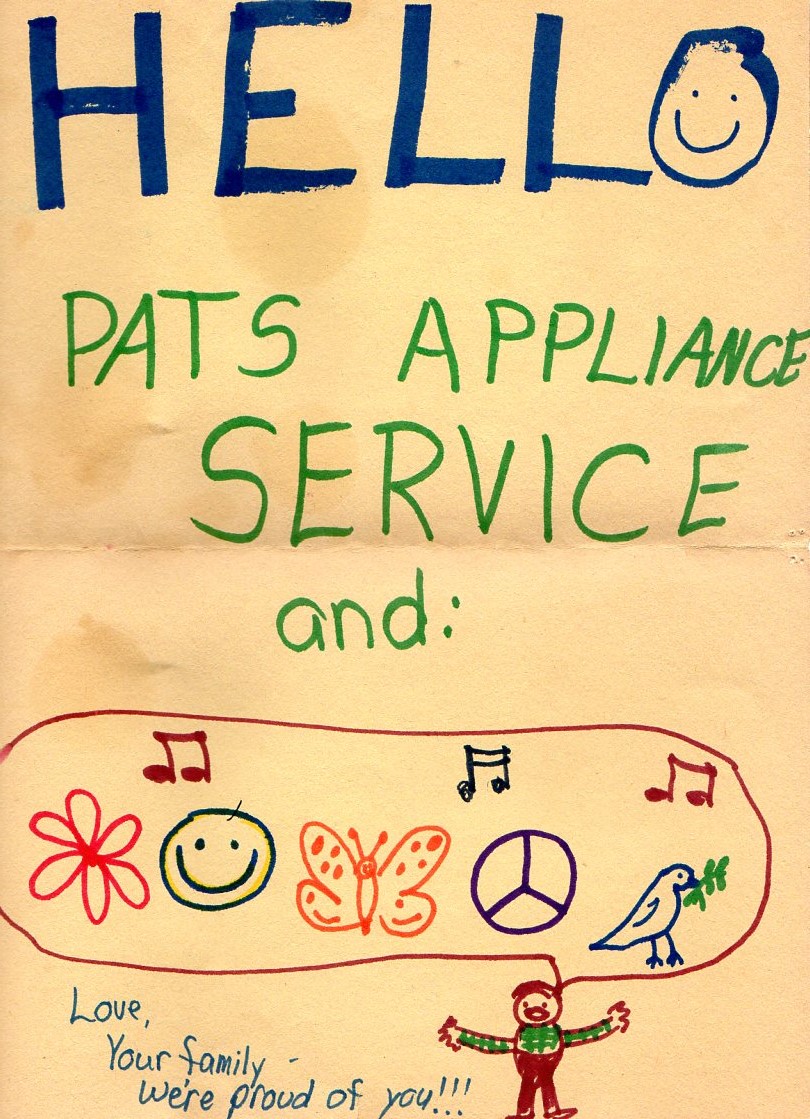 HELLO
PATS APPLIANCE
SERVICE
and:
Love,
Your family -
we're proud of you!!!